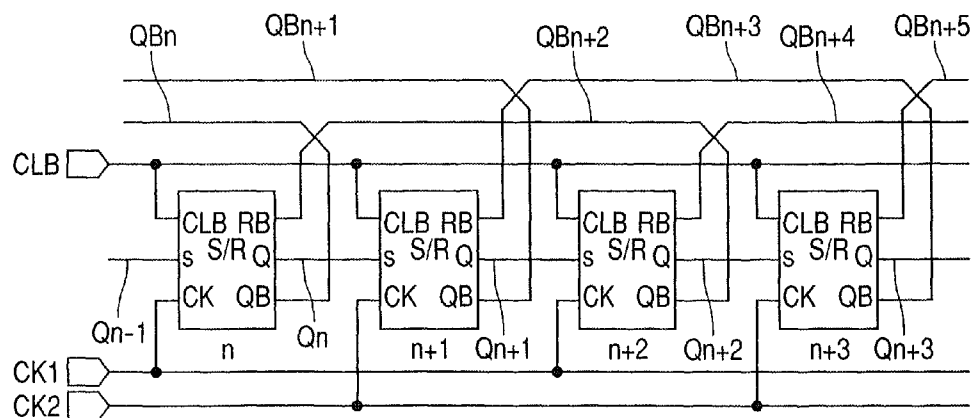 QBn QBn+1 QBn+2 QBn+3 QBn+4 QBn+5
CLB
CLB RB CLB RB CLB RB CLB RB
S/R S/R S/R S/R
s Q s Q s Q s Q
CK QB CK QB CK QB CK QB
Qn-1 n Qn n+1 Qn+1 n+2 Qn+2 n+3 Qn+3
CK1
CK2